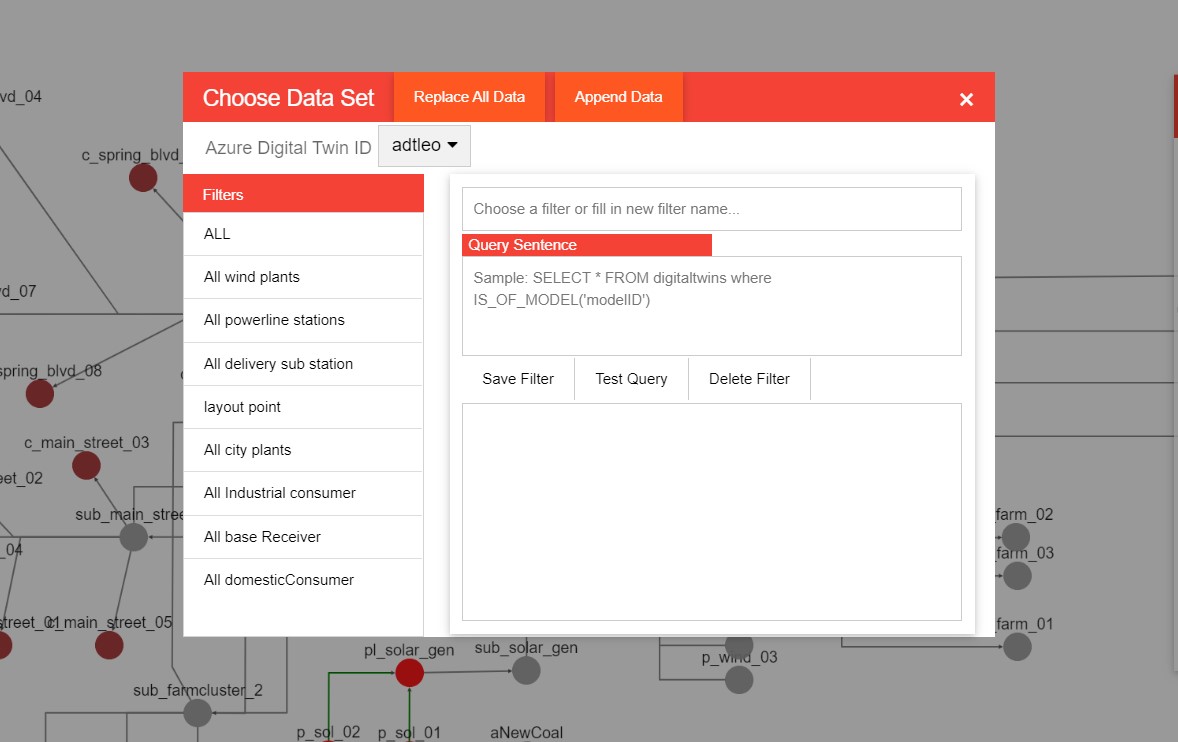 vd_04
c_spring_blvd_
Choose Data Set
Replace All Data
Append Data
×
Azure Digital Twin ID
adtleo
Filters
ALL
All wind plants
All powerline stations
All delivery sub station
layout point
All city plants
All Industrial consumer
All base Receiver
All domesticConsumer
Choose a filter or fill in new filter name...
Query Sentence
Sample: SELECT * FROM digitaltwins where
IS_OF_MODEL('modelID')
Save Filter
Test Query
Delete Filter
rd_07
spring_blvd_08
c_main_street_03
eet_02
sub_main_stree
_04
street_01
c_main_street_05
farm_02
farm_03
farm_01
pl_solar_gen
sub_solar_gen
p_wind_03
sub_farmcluster_2
p_sol_02
p_sol_01
aNewCoal